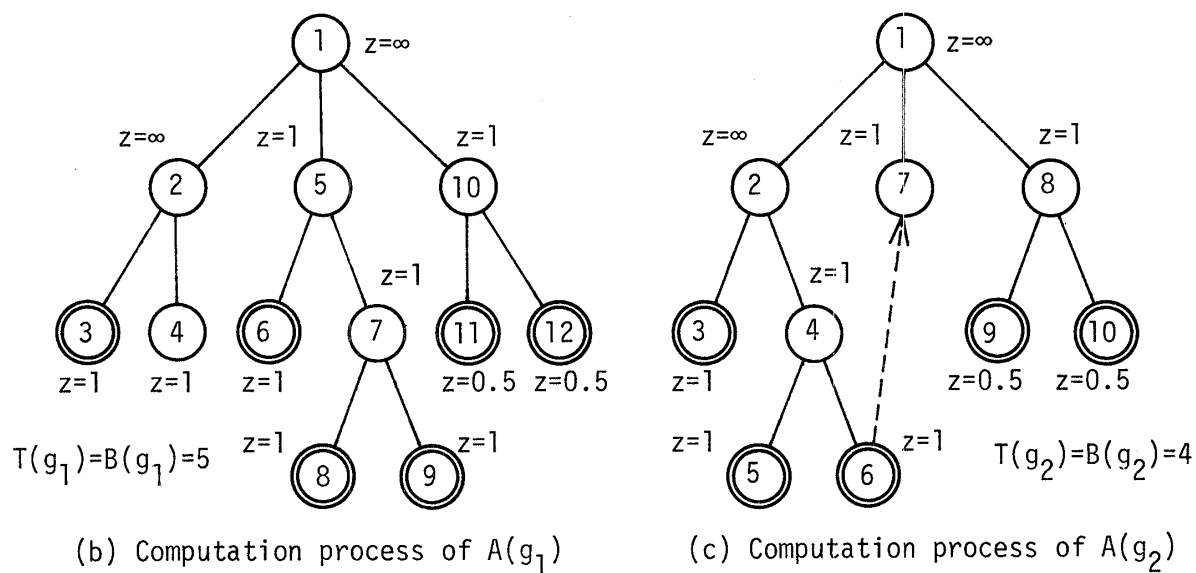 1 z=∞
z=∞ z=1 z=1
2 5 10
z=1
3 4 6 7 11 12
z=1 z=1 z=1 z=0.5 z=0.5
z=1 z=1
8 9
T(g1)=B(g1)=5
(b) Computation process of A(g1)
1 z=∞
z=∞ z=1 z=1
2 7 8
z=1
3 4 9 10
z=1 z=0.5 z=0.5
z=1 z=1
5 6
T(g2)=B(g2)=4
(c) Computation process of A(g2)